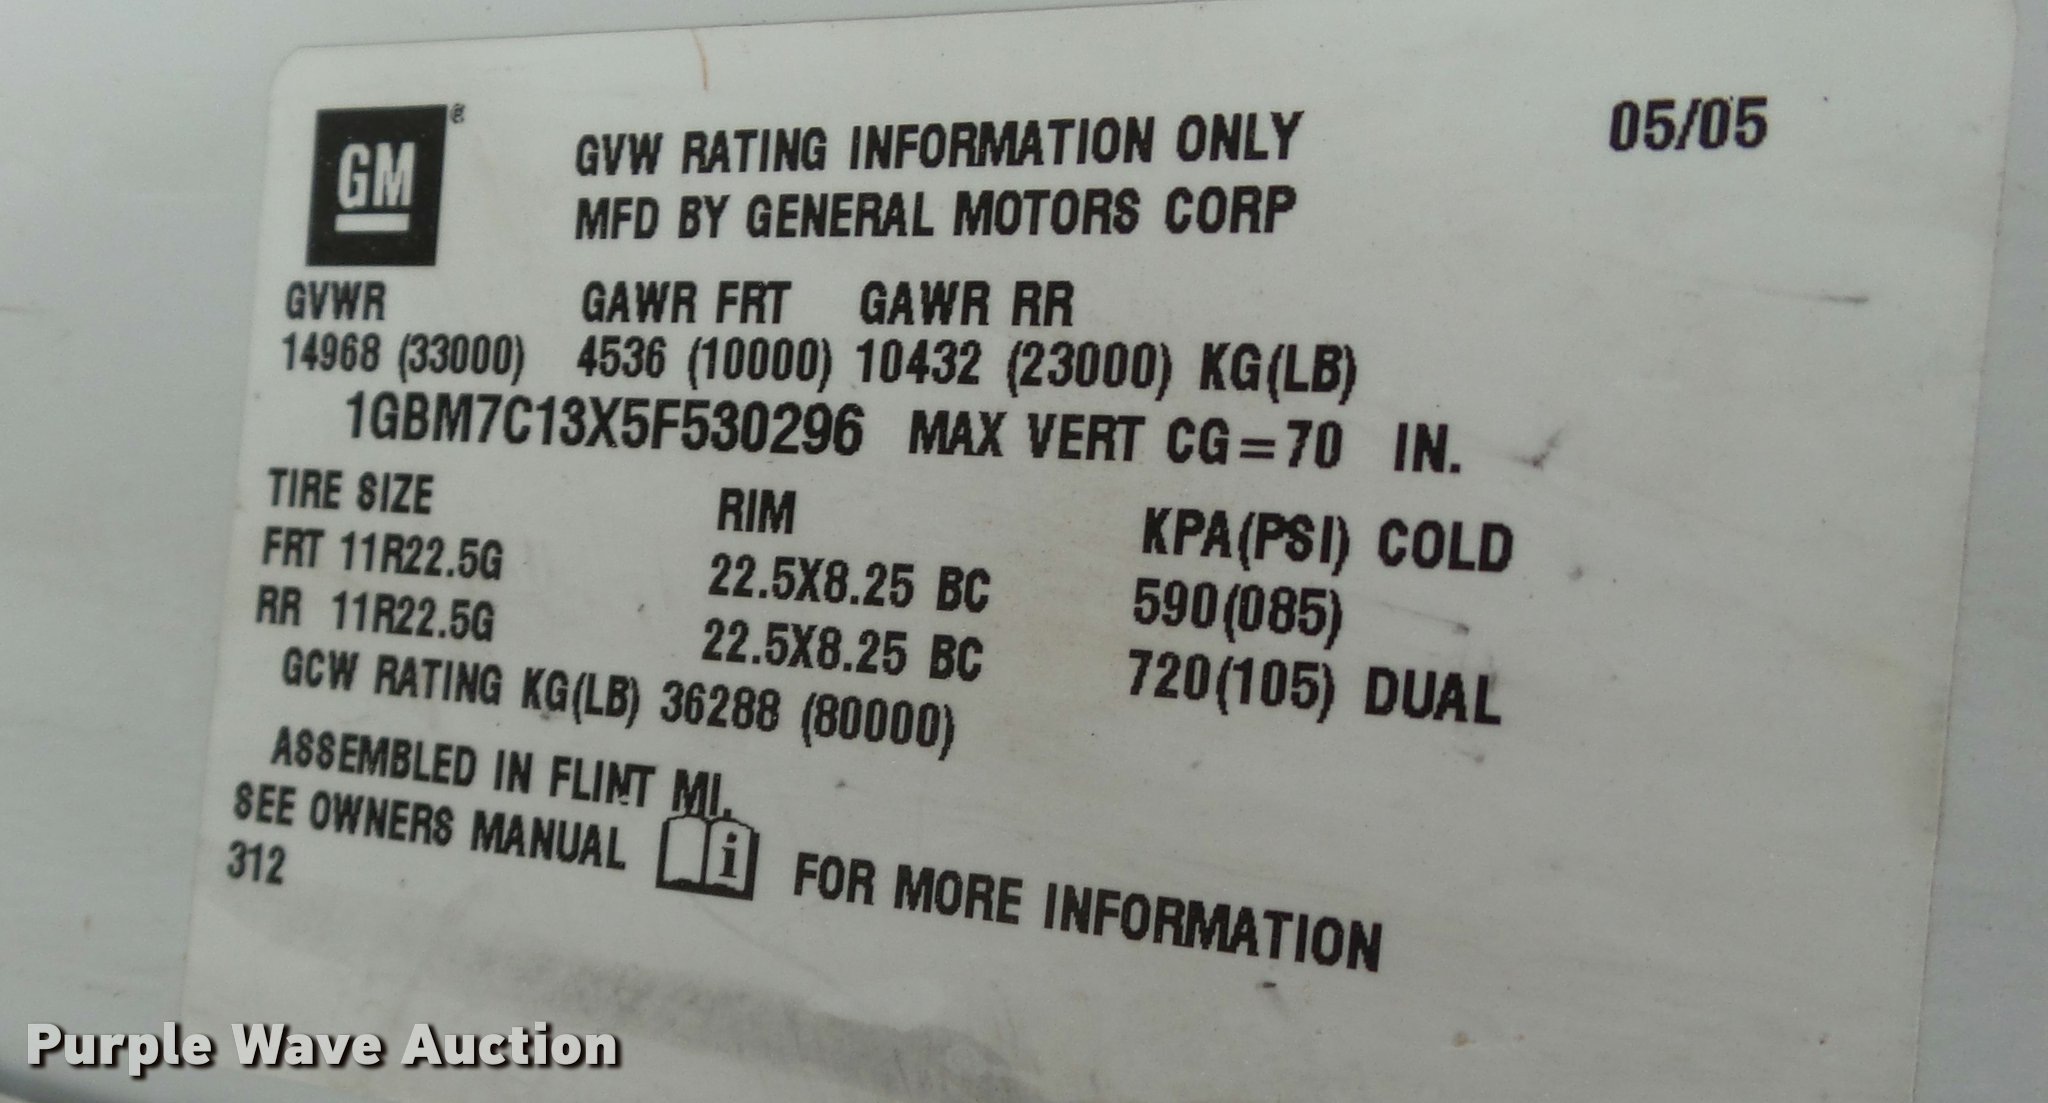 GM
GVW RATING INFORMATION ONLY 05/05
MFD BY GENERAL MOTORS CORP
GVWR GAWR FRT GAWR RR
14968 (33000) 4536 (10000) 10432 (23000) KG(LB)
1GBM7C13X5F530296 MAX VERT CG=70 IN.
TIRE SIZE RIM KPA(PSI) COLD
FRT 11R22.5G 22.5X8.25 BC 590(085)
RR 11R22.5G 22.5X8.25 BC 720(105) DUAL
GCW RATING KG(LB) 36288 (80000)
ASSEMBLED IN FLINT MI.
SEE OWNERS MANUAL i FOR MORE INFORMATION
312
Purple Wave Auction